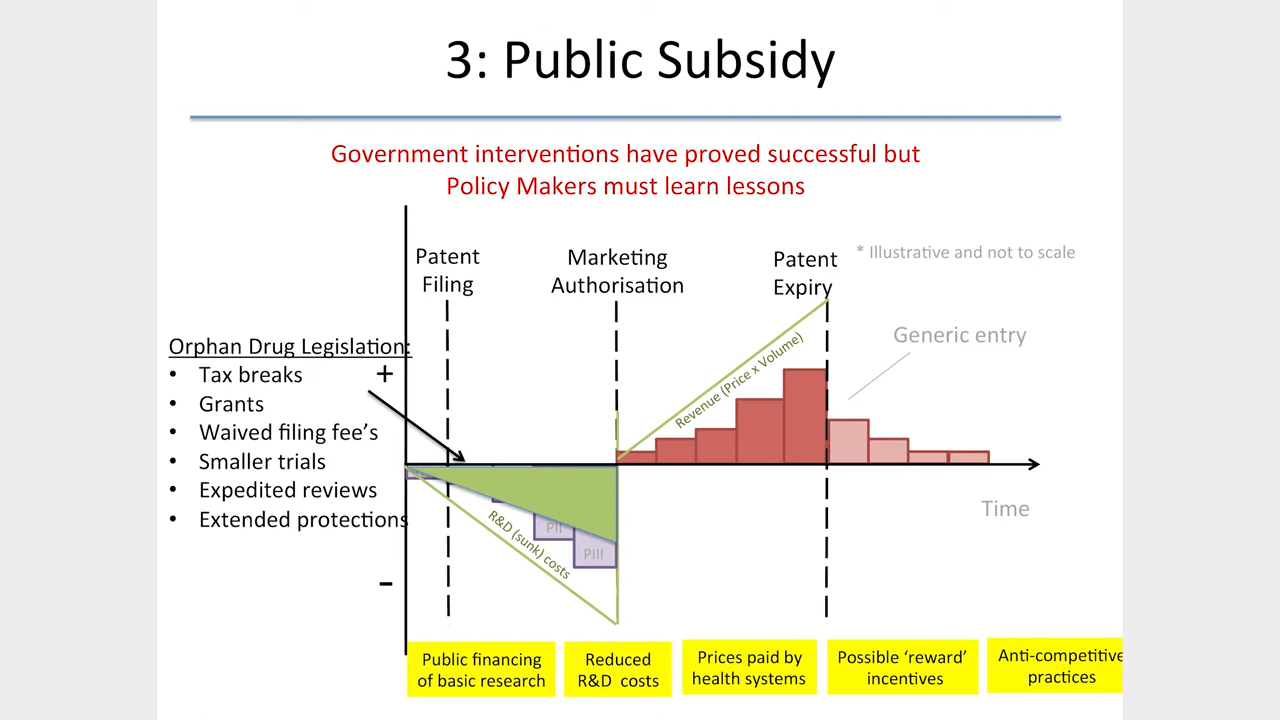 3: Public Subsidy
Government interventions have proved successful but
Policy Makers must learn lessons
Patent
Filing
Marketing
Authorisation
Patent
Expiry
* Illustrative and not to scale
Generic entry
Orphan Drug Legislation:
• Tax breaks
• Grants
• Waived filing fee's
• Smaller trials
• Expedited reviews
• Extended protections
+
-
Revenue (Price x Volume)
R&D (sunk) costs
PII
PIII
Time
Public financing
of basic research
Reduced
R&D costs
Prices paid by
health systems
Possible ‘reward’
incentives
Anti-competitive
practices